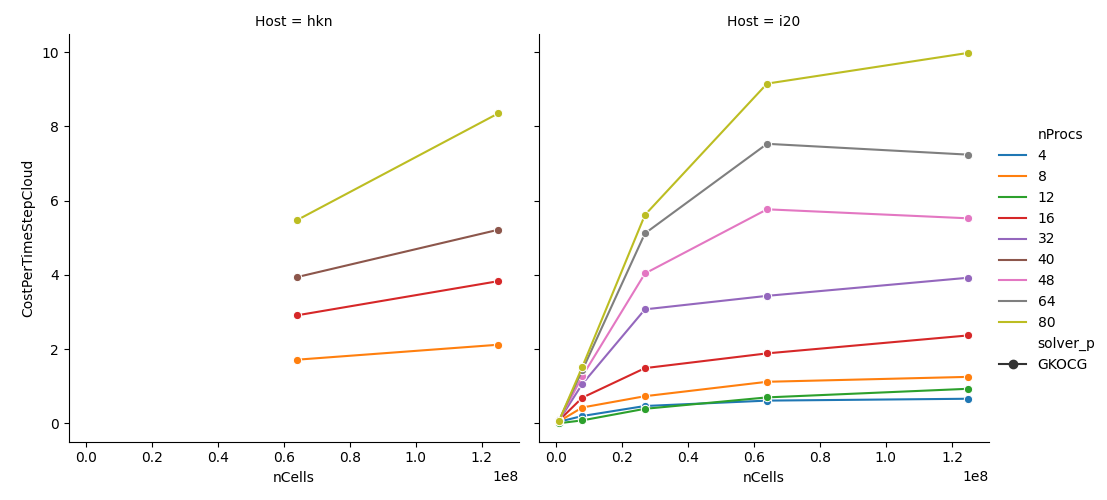 Host = hkn
Host = i20
CostPerTimeStepCloud
10
8
6
4
2
0
0.0 0.2 0.4 0.6 0.8 1.0 1.2
1e8
nCells
0.0 0.2 0.4 0.6 0.8 1.0 1.2
1e8
nCells
nProcs
4
8
12
16
32
40
48
64
80
solver_p
GKOCG